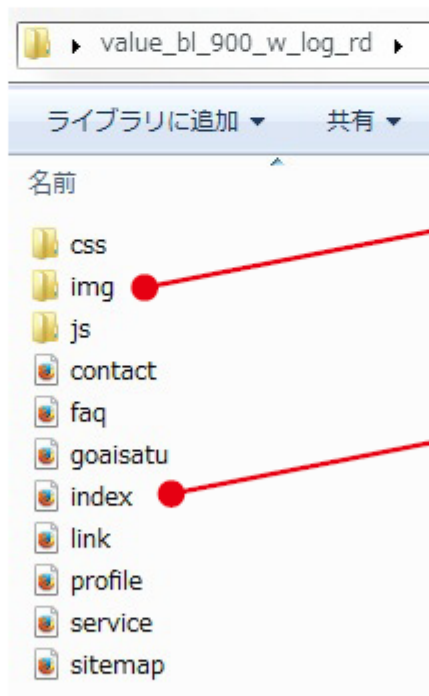 value_bl_900_w_log_rd
ライブラリに追加 共有
名前
css
img
js
contact
faq
goaisatu
index
link
profile
service
sitemap